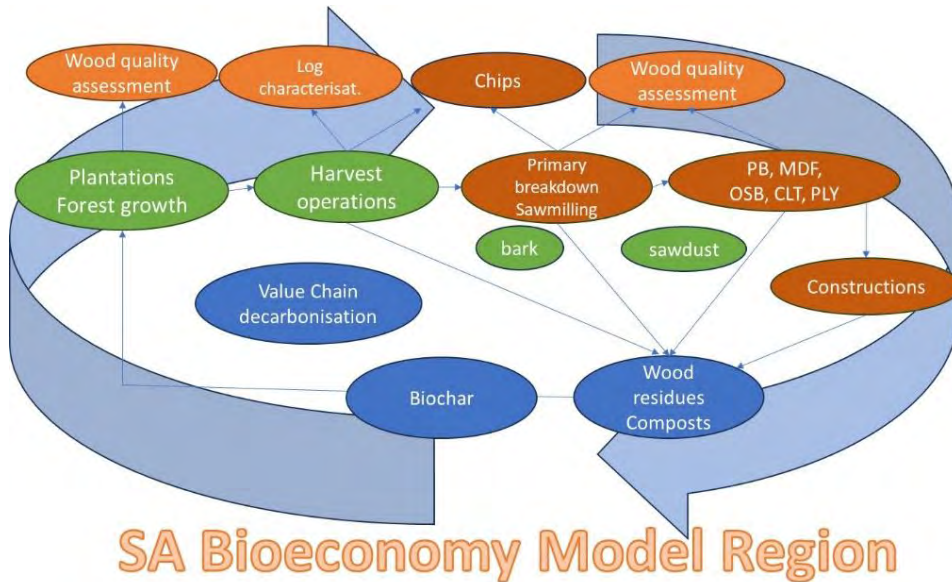 Wood quality
assessment
Log
characterisat.
Chips
Wood quality
assessment
Plantations
Forest growth
Harvest
operations
Primary
breakdown
Sawmilling
PB, MDF,
OSB, CLT, PLY
bark
sawdust
Value Chain
decarbonisation
Constructions
Biochar
Wood
residues
Composts
SA Bioeconomy Model Region